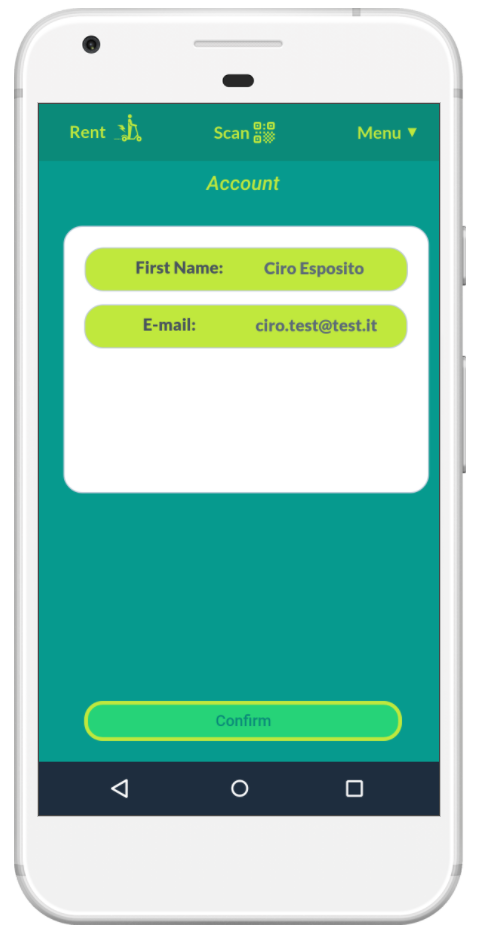 Rent Scan Menu ▼
Account
First Name: Ciro Esposito
E-mail: ciro.test@test.it
Confirm